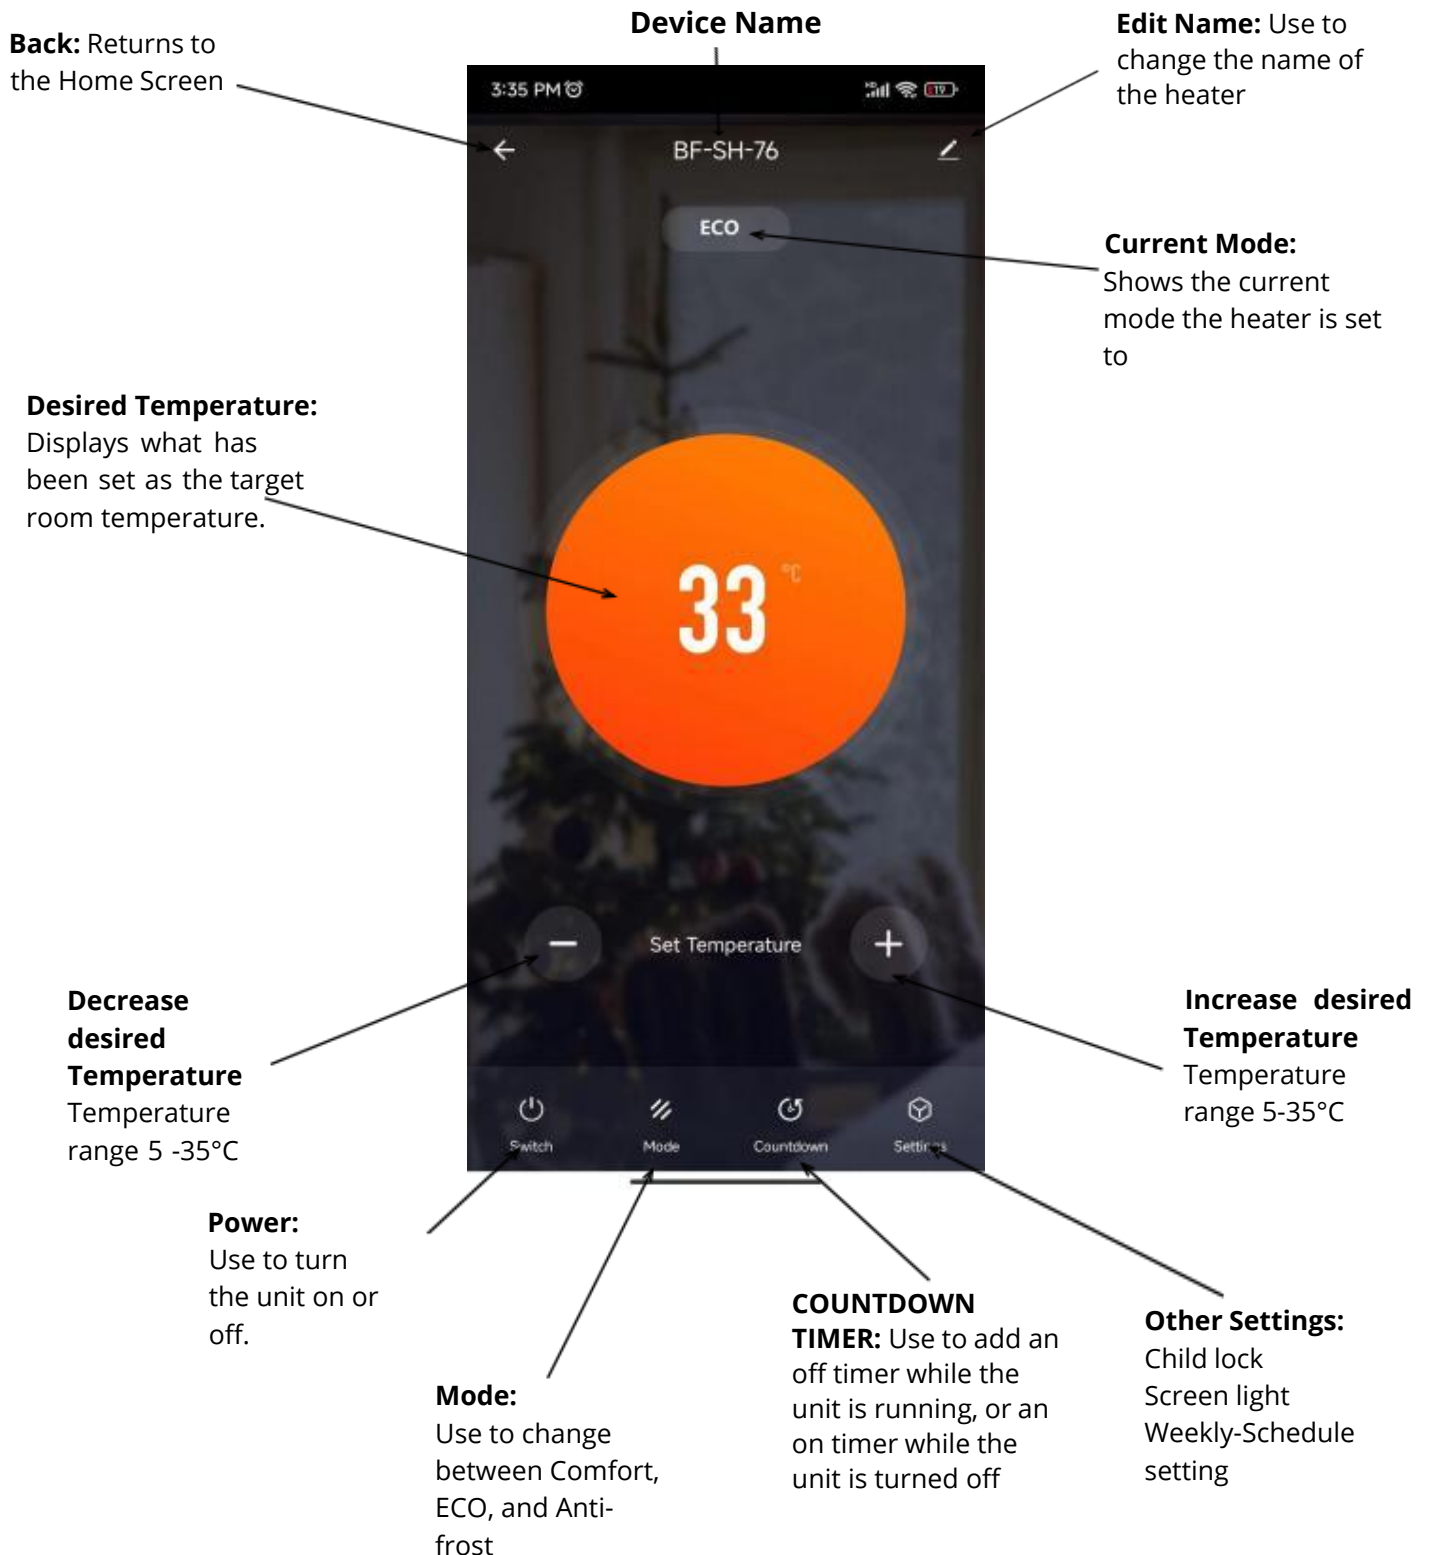 Device Name
Back: Returns to
the Home Screen
Edit Name: Use to
change the name of
the heater
3:35 PM
19
BF-SH-76
ECO
Current Mode:
Shows the current
mode the heater is set
to
Desired Temperature:
Displays what has
been set as the target
room temperature.
33 °C
Set Temperature
Decrease
desired
Temperature
Temperature
range 5 -35°C
Increase desired
Temperature
Temperature
range 5-35°C
Switch
Mode
Countdown
Settings
Power:
Use to turn
the unit on or
off.
Mode:
Use to change
between Comfort,
ECO, and Anti-
frost
COUNTDOWN
TIMER: Use to add an
off timer while the
unit is running, or an
on timer while the
unit is turned off
Other Settings:
Child lock
Screen light
Weekly-Schedule
setting